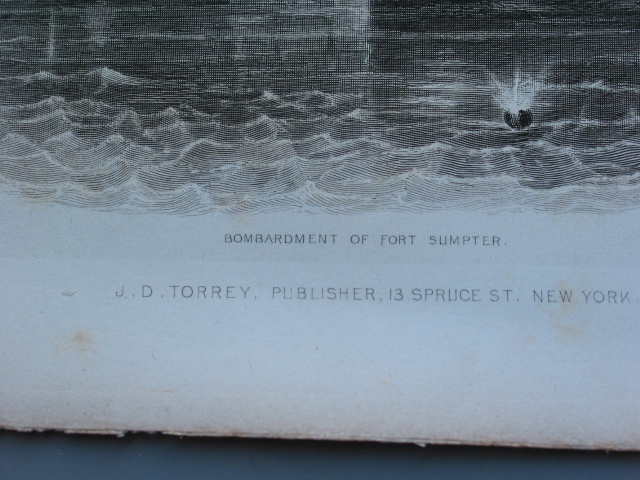 BOMBARDMENT OF FORT SUMPTER.
J. D. TORREY, PUBLISHER, 13 SPRUCE ST. NEW YORK